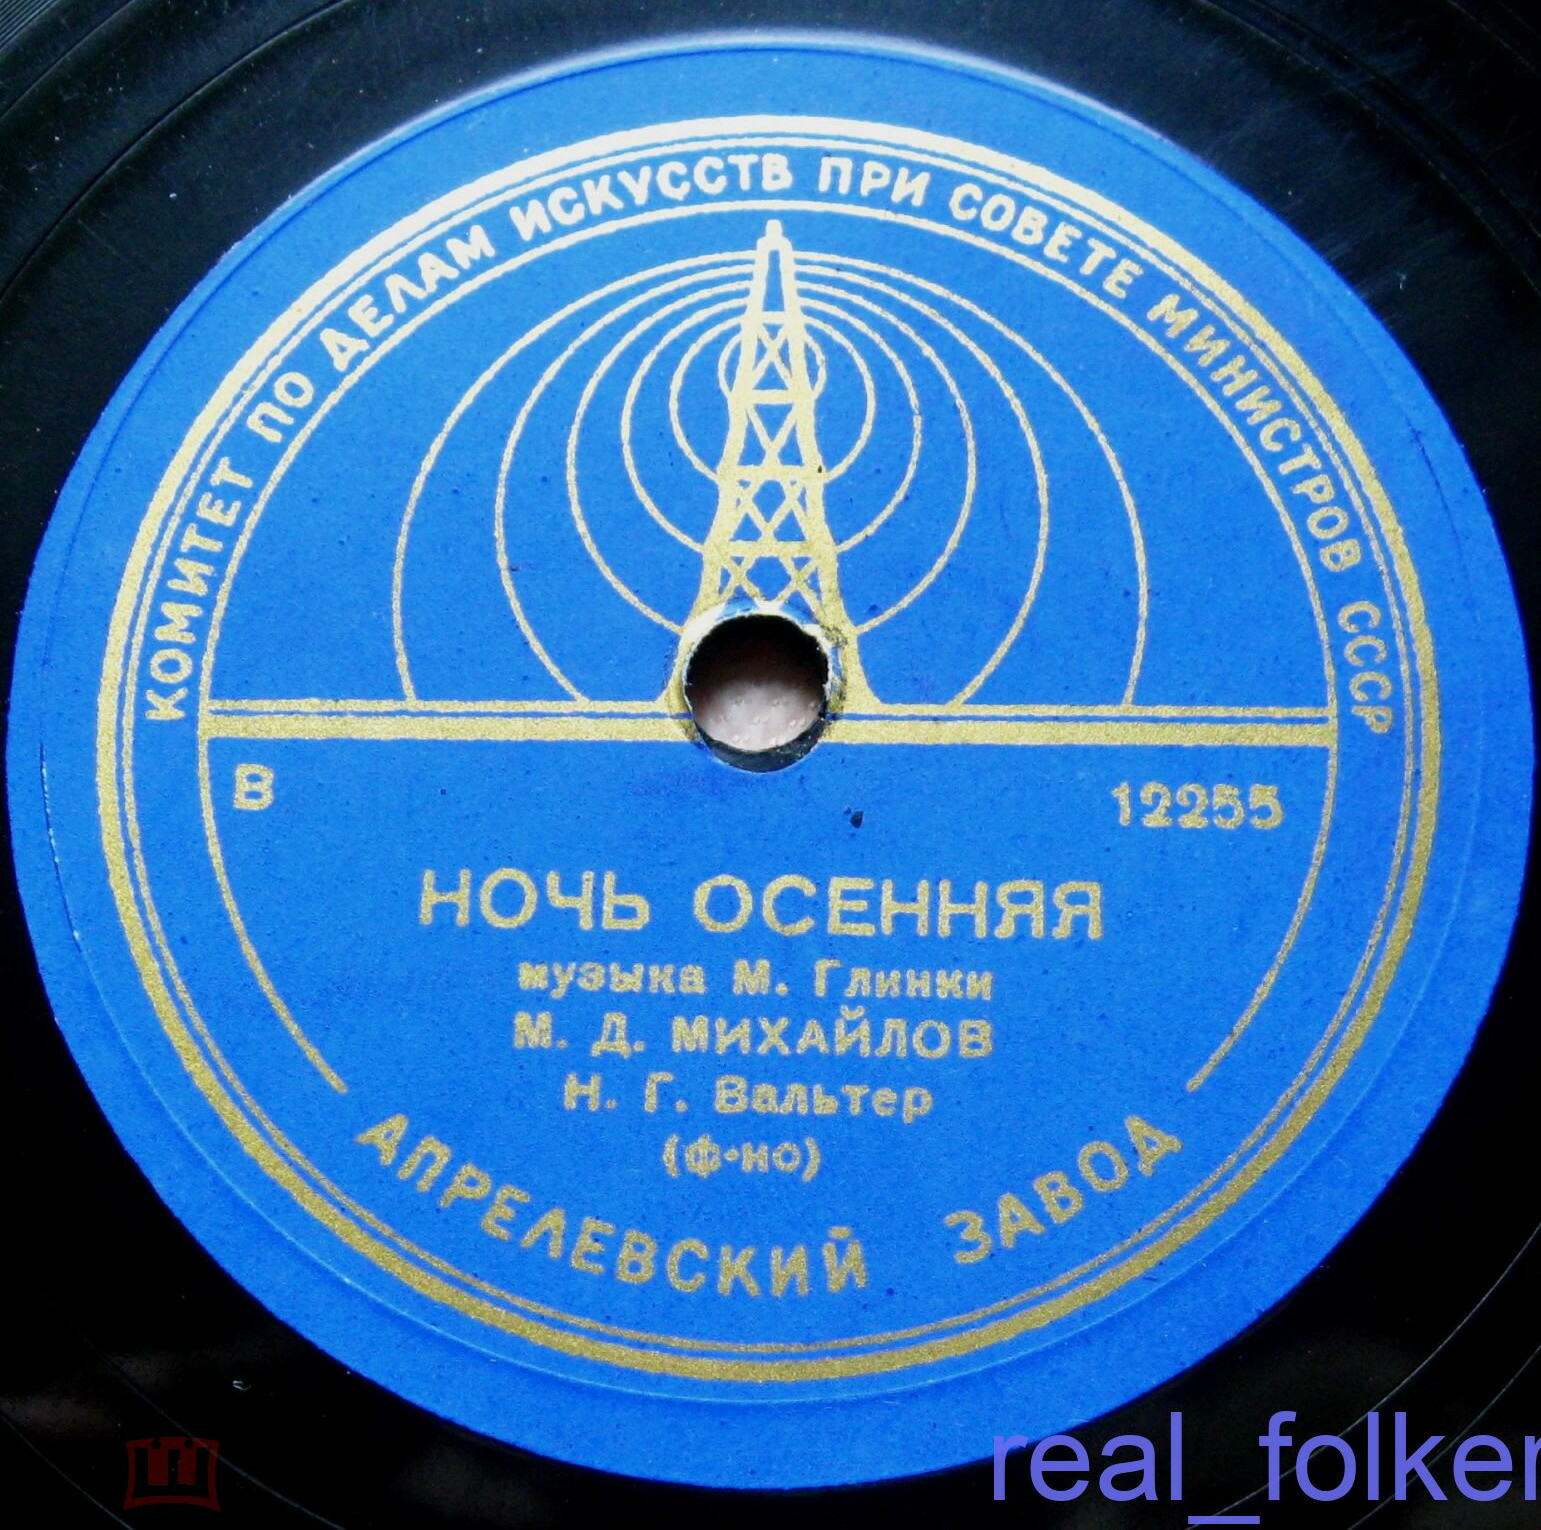 КОМИТЕТ ПО ДЕЛАМ ИСКУССТВ ПРИ СОВЕТЕ МИНИСТРОВ СССР
В 12255
НОЧЬ ОСЕННЯЯ
музыка М. Глинки
М. Д. МИХАЙЛОВ
Н. Г. Вальтер
(ф-но)
АПРЕЛЕВСКИЙ ЗАВОД
real_folker